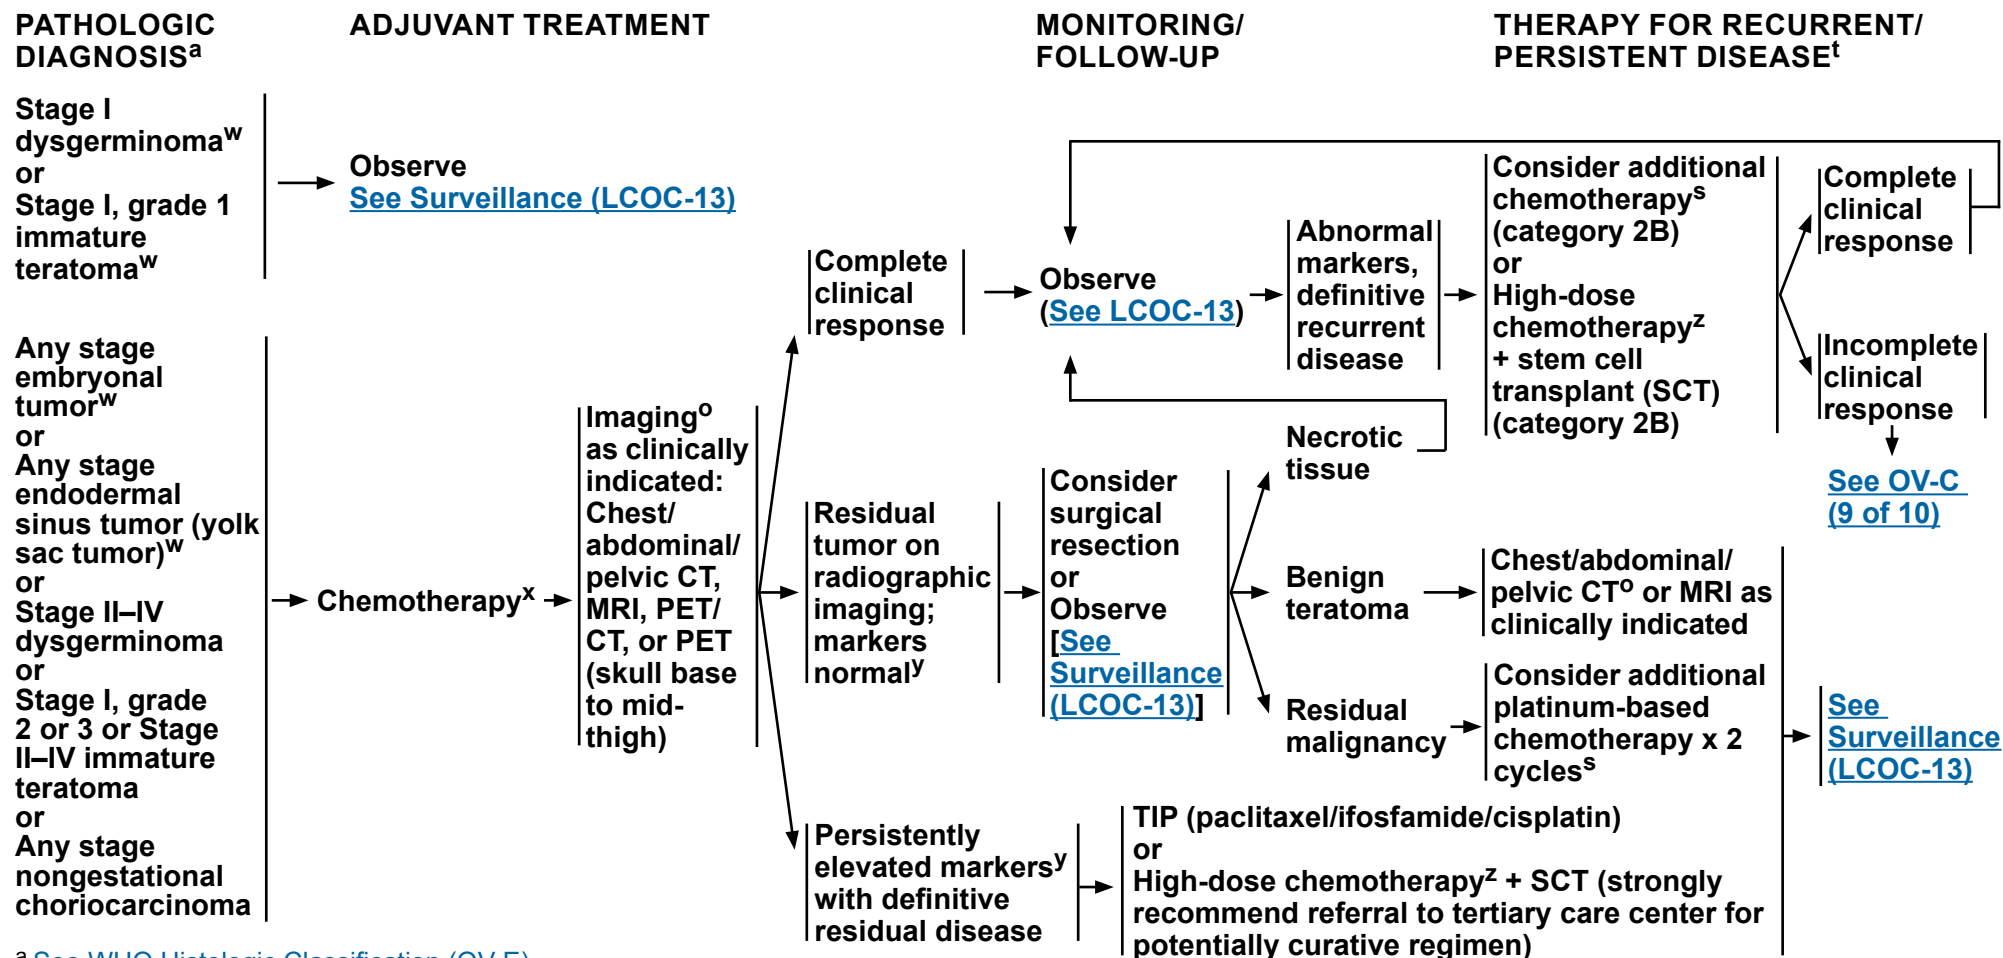 PATHOLOGIC
DIAGNOSISᵃ
ADJUVANT TREATMENT
MONITORING/
FOLLOW-UP
THERAPY FOR RECURRENT/
PERSISTENT DISEASEᵗ
Stage I
dysgerminomaʷ
or
Stage I, grade 1
immature
teratomaʷ
Observe
See Surveillance (LCOC-13)
Any stage
embryonal
tumorʷ
or
Any stage
endodermal
sinus tumor (yolk
sac tumor)ʷ
or
Stage II–IV
dysgerminoma
or
Stage I, grade
2 or 3 or Stage
II–IV immature
teratoma
or
Any stage
nongestational
choriocarcinoma
Chemotherapyˣ
Imagingᵒ
as clinically
indicated:
Chest/
abdominal/
pelvic CT,
MRI, PET/
CT, or PET
(skull base
to mid-
thigh)
Complete
clinical
response
Observe
(See LCOC-13)
Abnormal
markers,
definitive
recurrent
disease
Consider additional
chemotherapyˢ
(category 2B)
or
High-dose
chemotherapyᶻ
+ stem cell
transplant (SCT)
(category 2B)
Complete
clinical
response
Incomplete
clinical
response
See OV-C
(9 of 10)
Residual
tumor on
radiographic
imaging;
markers
normalʸ
Consider
surgical
resection
or
Observe
[See
Surveillance
(LCOC-13)]
Necrotic
tissue
Benign
teratoma
Chest/abdominal/
pelvic CTᵒ or MRI as
clinically indicated
Residual
malignancy
Consider additional
platinum-based
chemotherapy x 2
cyclesˢ
Persistently
elevated markersʸ
with definitive
residual disease
TIP (paclitaxel/ifosfamide/cisplatin)
or
High-dose chemotherapyᶻ + SCT (strongly
recommend referral to tertiary care center for
potentially curative regimen)
See
Surveillance
(LCOC-13)
ᵃ See WHO Histologic Classification (OV-E)